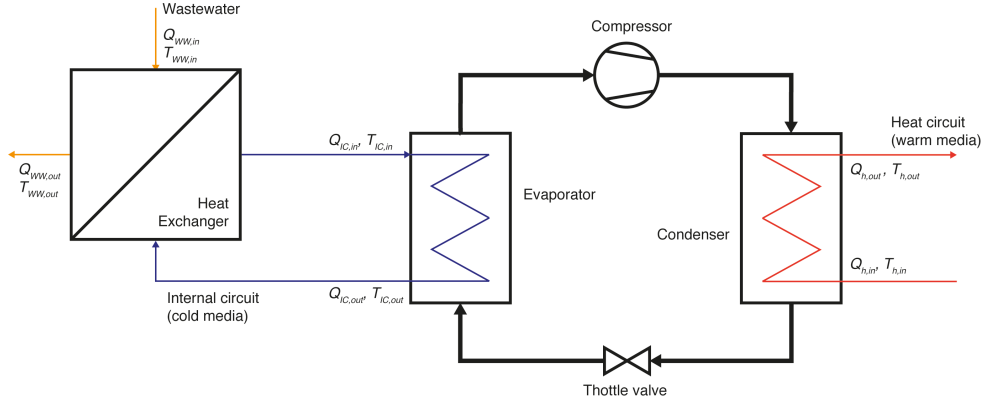 Wastewater
Q_WW,in
T_WW,in
Compressor
Heat circuit
(warm media)
Q_IC,in, T_IC,in
Q_WW,out
T_WW,out
Q_h,out , T_h,out
Heat
Exchanger
Evaporator
Condenser
Q_h,in, T_h,in
Internal circuit
(cold media)
Q_IC,out, T_IC,out
Thottle valve